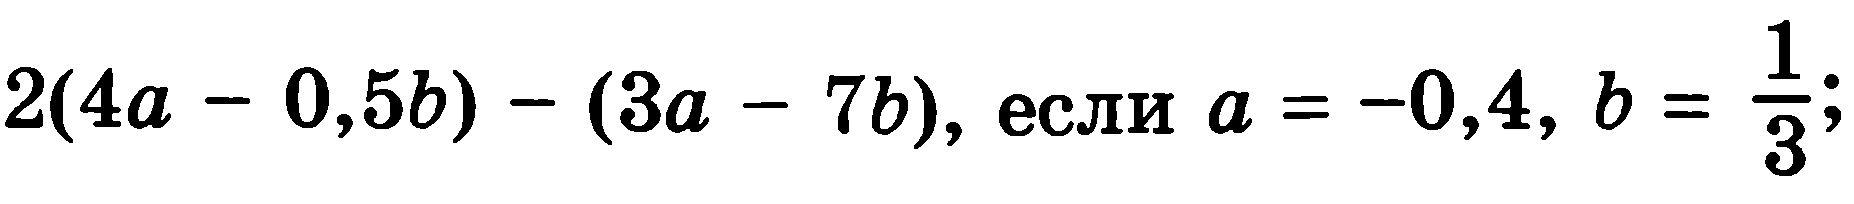 2(4a − 0,5b) − (3a − 7b), если a = −0,4, b = 1/3;